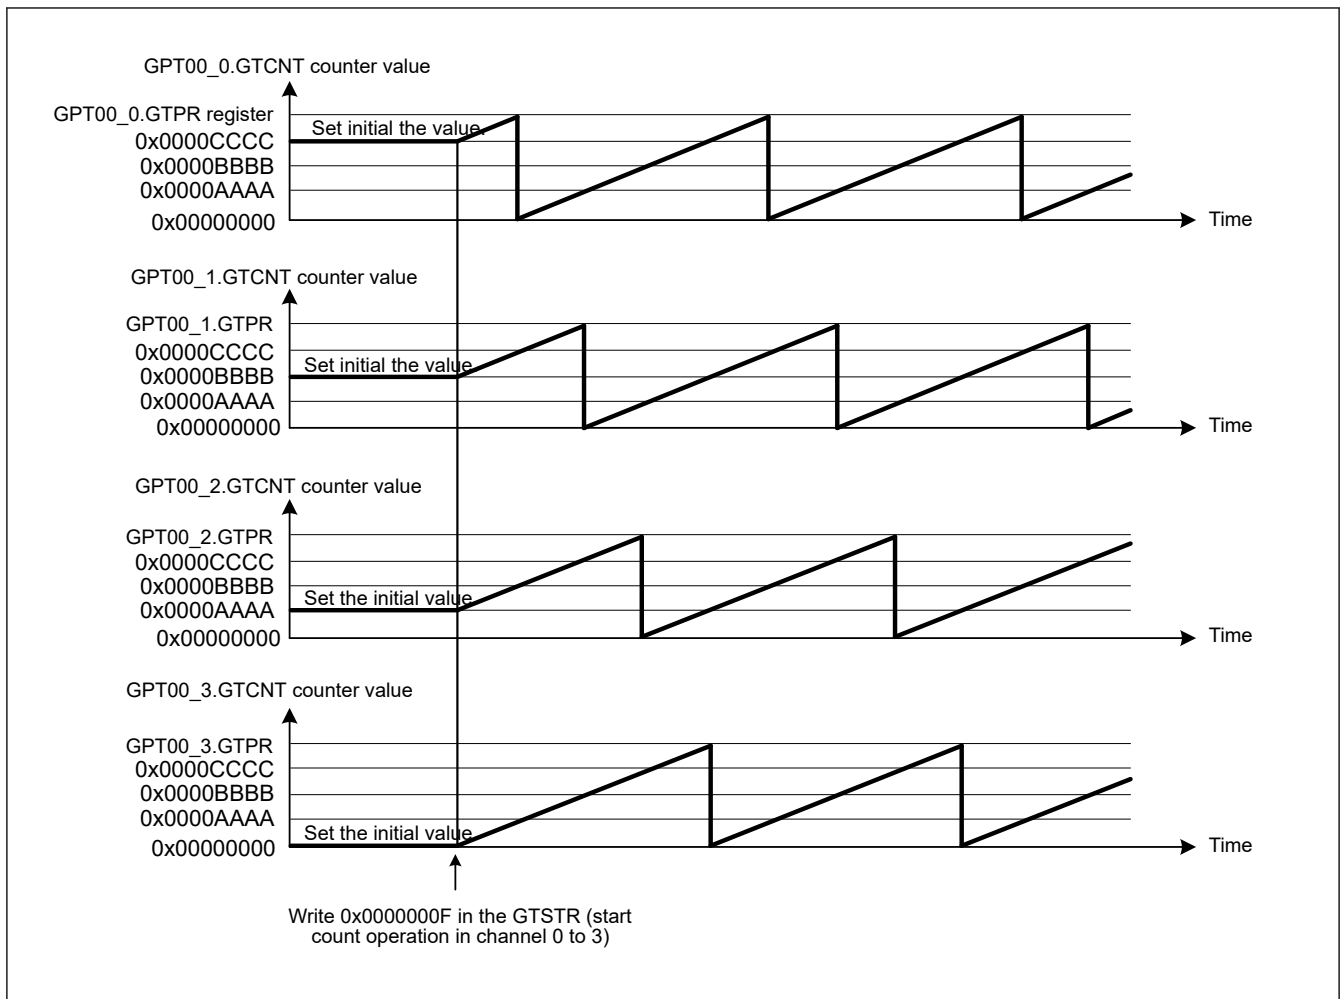 GPT00_0.GTCNT counter value
GPT00_0.GTPR register
Set initial the value.
0x0000CCCC
0x0000BBBB
0x0000AAAA
0x00000000
Time
GPT00_1.GTCNT counter value
GPT00_1.GTPR
0x0000CCCC
Set initial the value
0x0000BBBB
0x0000AAAA
0x00000000
Time
GPT00_2.GTCNT counter value
GPT00_2.GTPR
0x0000CCCC
0x0000BBBB
Set the initial value
0x0000AAAA
0x00000000
Time
GPT00_3.GTCNT counter value
GPT00_3.GTPR
0x0000CCCC
0x0000BBBB
0x0000AAAA
Set the initial value
0x00000000
Time
Write 0x0000000F in the GTSTR (start
count operation in channel 0 to 3)